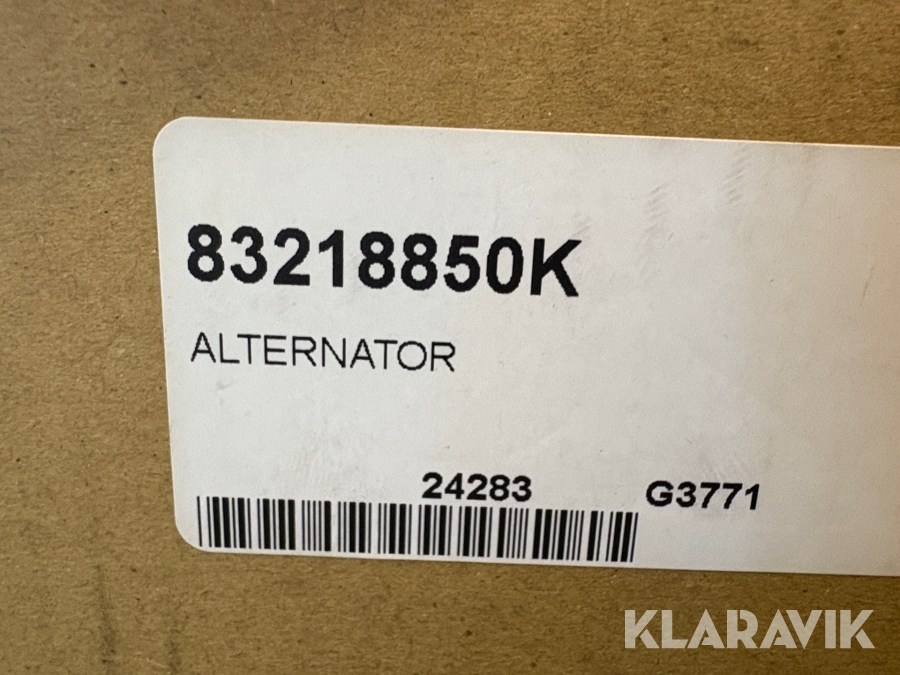 83218850K
ALTERNATOR
24283 G3771
KLARAVIK